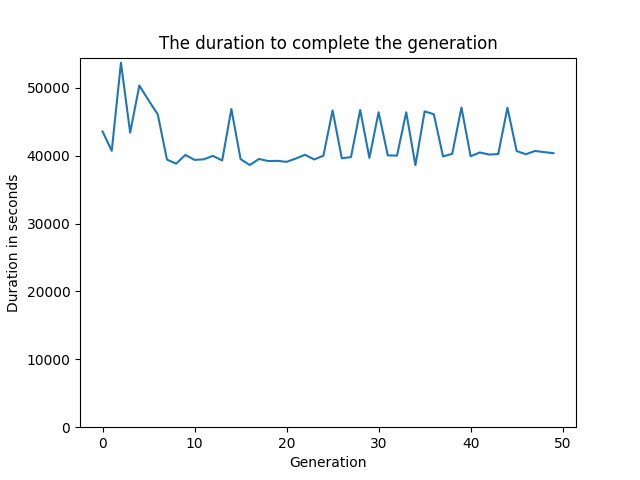 The duration to complete the generation
Duration in seconds
50000
40000
30000
20000
10000
0
0 10 20 30 40 50
Generation